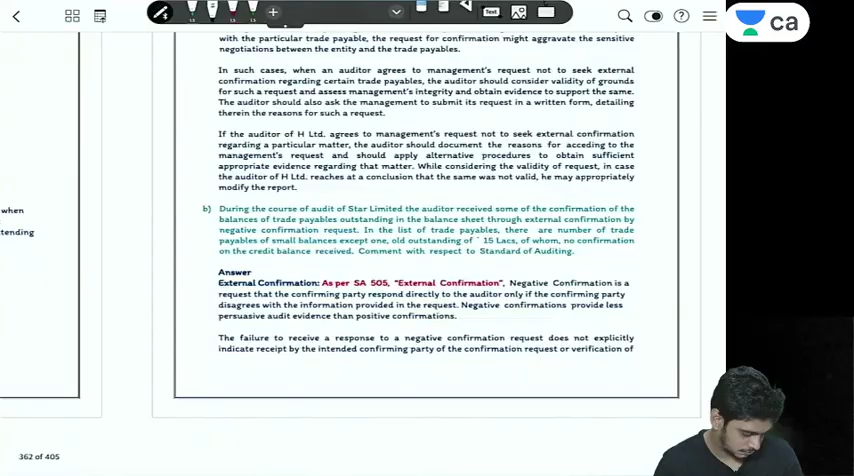 Text
ca
with the particular trade payable, the request for confirmation might aggravate the sensitive
negotiations between the entity and the trade payables.
In such cases, when an auditor agrees to management's request not to seek external
confirmation regarding certain trade payables, the auditor should consider validity of grounds
for such a request and assess management's integrity and obtain evidence to support the same.
The auditor should also ask the management to submit its request in a written form, detailing
therein the reasons for such a request.
If the auditor of H Ltd. agrees to management's request not to seek external confirmation
regarding a particular matter, the auditor should document the reasons for acceding to the
management's request and should apply alternative procedures to obtain sufficient
appropriate evidence regarding that matter. While considering the validity of request, in case
the auditor of H Ltd. reaches at a conclusion that the same was not valid, he may appropriately
modify the report.
when
tending
b) During the course of audit of Star Limited the auditor received some of the confirmation of the
balances of trade payables outstanding in the balance sheet through external confirmation by
negative confirmation request. In the list of trade payables, there are number of trade
payables of small balances except one, old outstanding of ` 15 Lacs, of whom, no confirmation
on the credit balance received. Comment with respect to Standard of Auditing.
Answer
External Confirmation: As per SA 505, "External Confirmation", Negative Confirmation is a
request that the confirming party respond directly to the auditor only if the confirming party
disagrees with the information provided in the request. Negative confirmations provide less
persuasive audit evidence than positive confirmations.
The failure to receive a response to a negative confirmation request does not explicitly
indicate receipt by the intended confirming party of the confirmation request or verification of
362 of 405